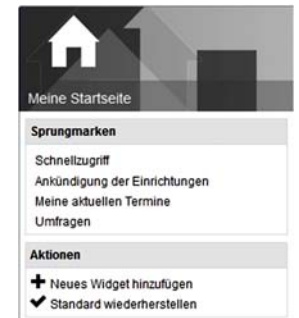 Meine Startseite
Sprungmarken
Schnellzugriff
Ankündigung der Einrichtungen
Meine aktuellen Termine
Umfragen
Aktionen
Neues Widget hinzufügen
Standard wiederherstellen